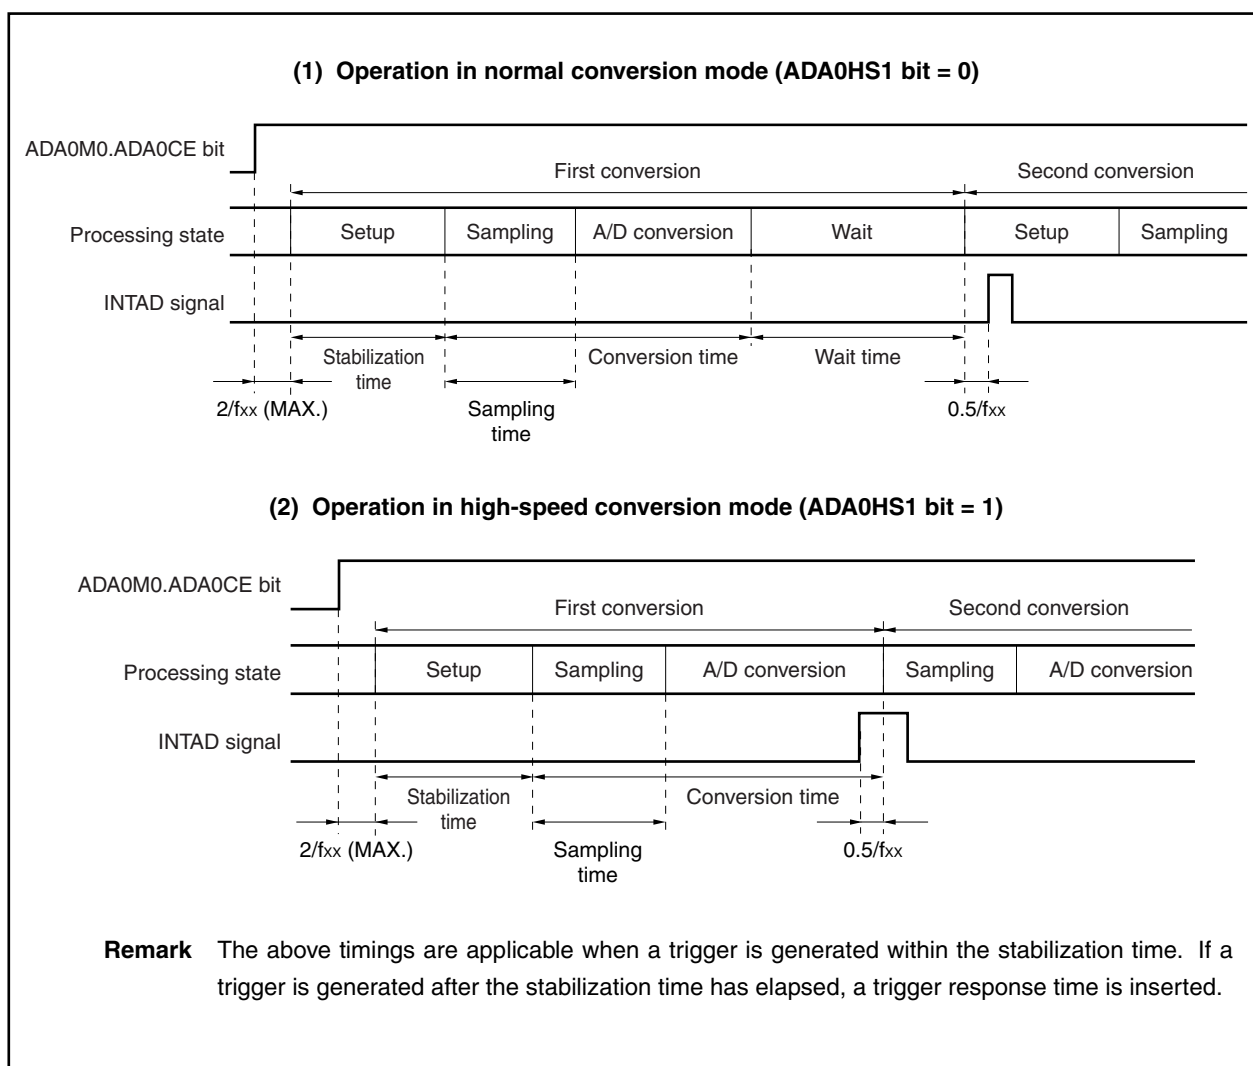 (1) Operation in normal conversion mode (ADA0HS1 bit = 0)
ADA0M0.ADA0CE bit
First conversion
Second conversion
Processing state
Setup
Sampling
A/D conversion
Wait
Setup
Sampling
INTAD signal
Stabilization
time
Conversion time
Wait time
2/fxx (MAX.)
Sampling
time
0.5/fxx
(2) Operation in high-speed conversion mode (ADA0HS1 bit = 1)
ADA0M0.ADA0CE bit
First conversion
Second conversion
Processing state
Setup
Sampling
A/D conversion
Sampling
A/D conversion
INTAD signal
Stabilization
time
Conversion time
2/fxx (MAX.)
Sampling
time
0.5/fxx
Remark The above timings are applicable when a trigger is generated within the stabilization time. If a
trigger is generated after the stabilization time has elapsed, a trigger response time is inserted.